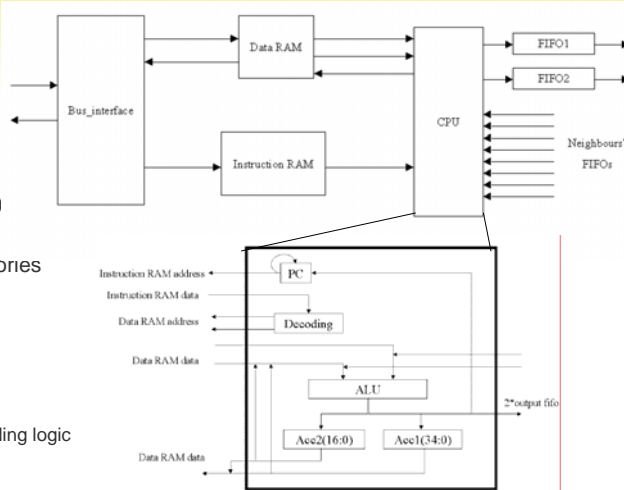 Data RAM
FIFO1
FIFO2
Bus_interface
CPU
Neighbours'
FIFOs
Instruction RAM
ories
Instruction RAM address
PC
Instruction RAM data
Data RAM address
Decoding
Data RAM data
ALU
2*output fifo
ling logic
Acc2(16:0)
Acc1(34:0)
Data RAM data